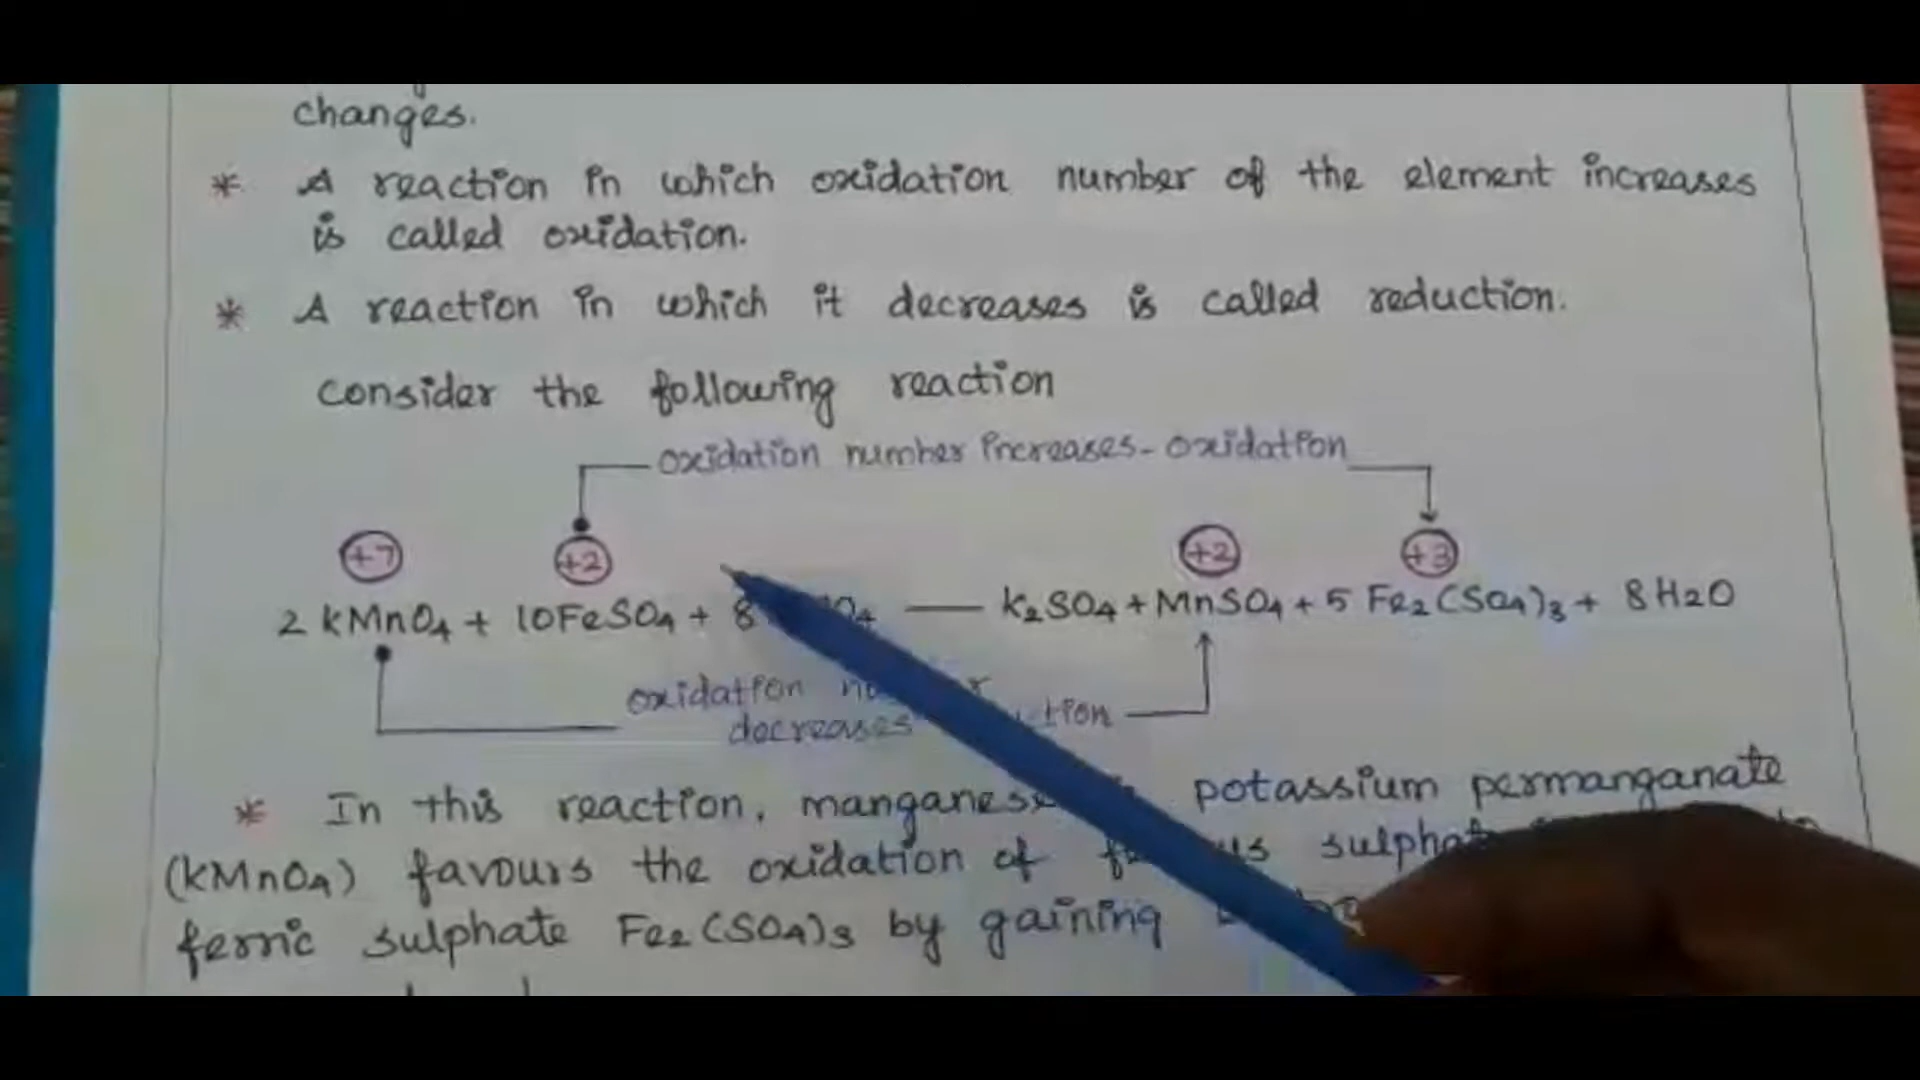 changes.
* A reaction in which oxidation number of the element increases
is called oxidation.
* A reaction in which it decreases is called reduction.
consider the following reaction
oxidation number increases - oxidation
+7 +2 +2 +3
2 KMnO4 + 10FeSO4 + 8 — K2SO4 + MnSO4 + 5 Fe2(SO4)3 + 8H2O
oxidation
decreases
* In this reaction, manganese potassium permanganate
(KMnO4) favours the oxidation of sulphate
ferric sulphate Fe2(SO4)3 by gaining